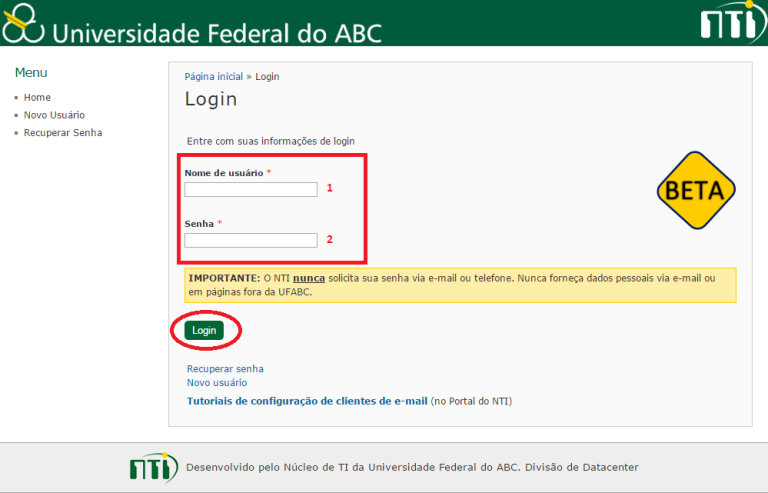 Universidade Federal do ABC
NTI
Menu
Home
Novo Usuário
Recuperar Senha
Página inicial » Login
Login
Entre com suas informações de login
Nome de usuário *
1
Senha *
2
BETA
IMPORTANTE: O NTI nunca solicita sua senha via e-mail ou telefone. Nunca forneça dados pessoais via e-mail ou
em páginas fora da UFABC.
Login
Recuperar senha
Novo usuário
Tutoriais de configuração de clientes de e-mail (no Portal do NTI)
NTI
Desenvolvido pelo Núcleo de TI da Universidade Federal do ABC. Divisão de Datacenter